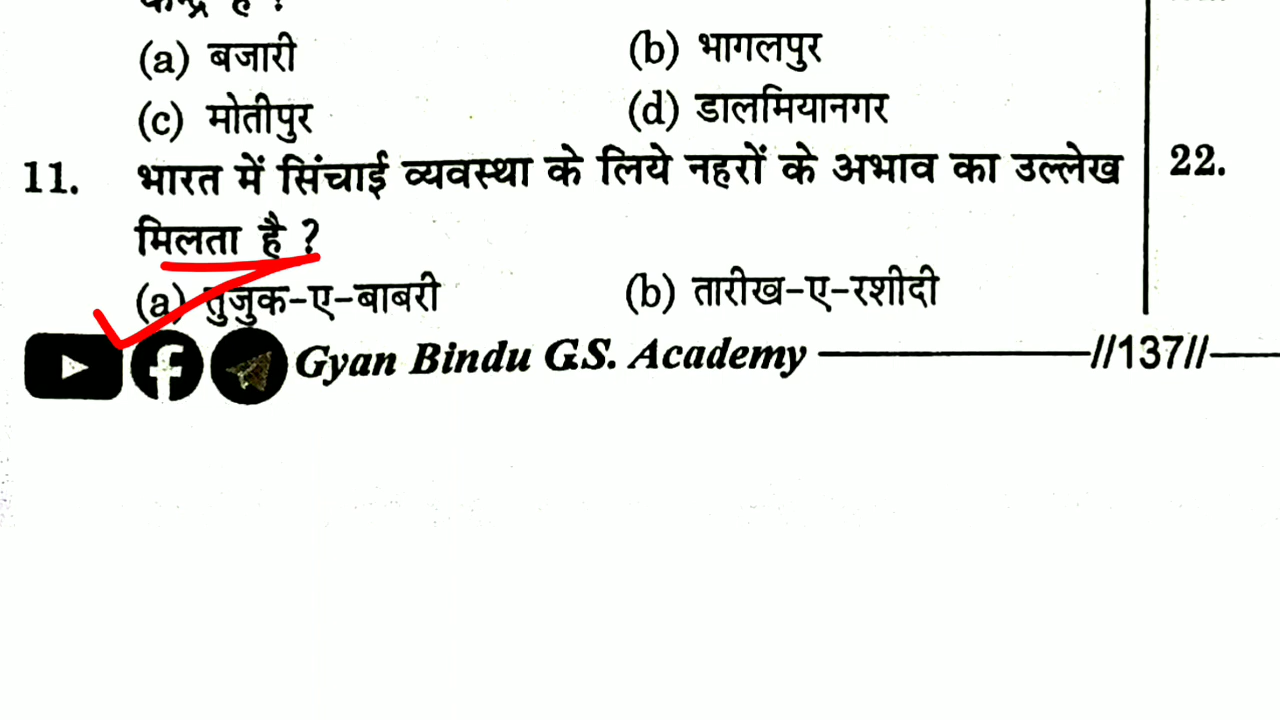 केन्द्र है ?
(a) बजारी (b) भागलपुर
(c) मोतीपुर (d) डालमियानगर
11. भारत में सिंचाई व्यवस्था के लिये नहरों के अभाव का उल्लेख
मिलता है ?
(a) तुजुक-ए-बाबरी (b) तारीख-ए-रशीदी
22.
Gyan Bindu G.S. Academy //137//